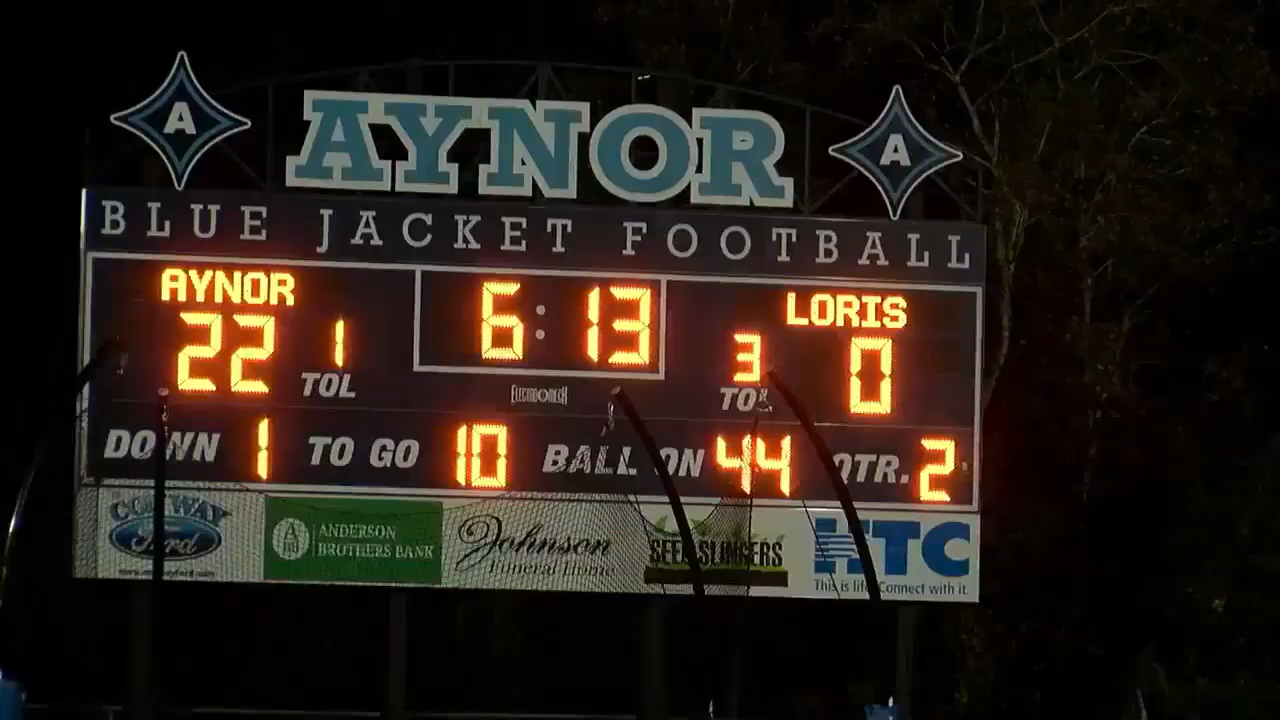 A AYNOR A
BLUE JACKET FOOTBALL
AYNOR 6:13 LORIS
22 1 3 0
TOL TOL
ELECTRO-MECH
DOWN 1 TO GO 10 BALL ON 44 QTR. 2
CONWAY
Ford
A
ANDERSON
BROTHERS BANK
Johnson
Funeral Home
SEED SLINGERS
HTC
This is life. Connect with it.